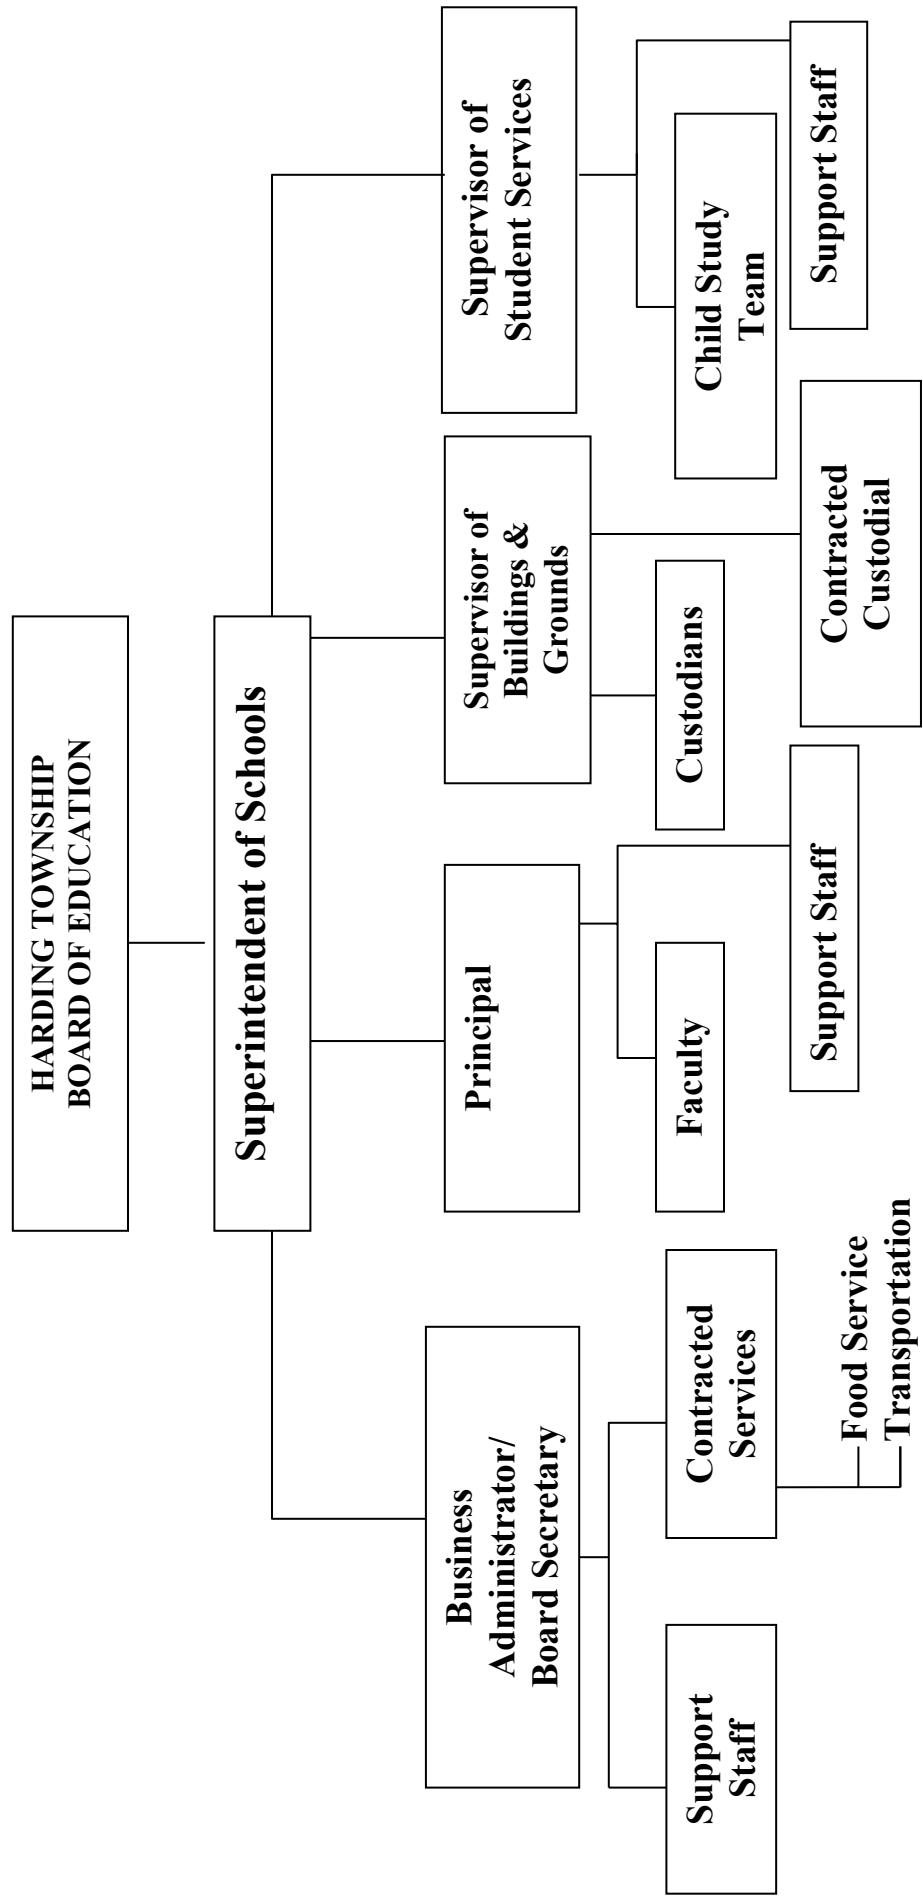 HARDING TOWNSHIP
BOARD OF EDUCATION
Superintendent of Schools
Business
Administrator/
Board Secretary
Principal
Supervisor of
Buildings &
Grounds
Supervisor of
Student Services
Support
Staff
Contracted
Services
Faculty
Custodians
Child Study
Team
Support Staff
Contracted
Custodial
Support Staff
Food Service
Transportation